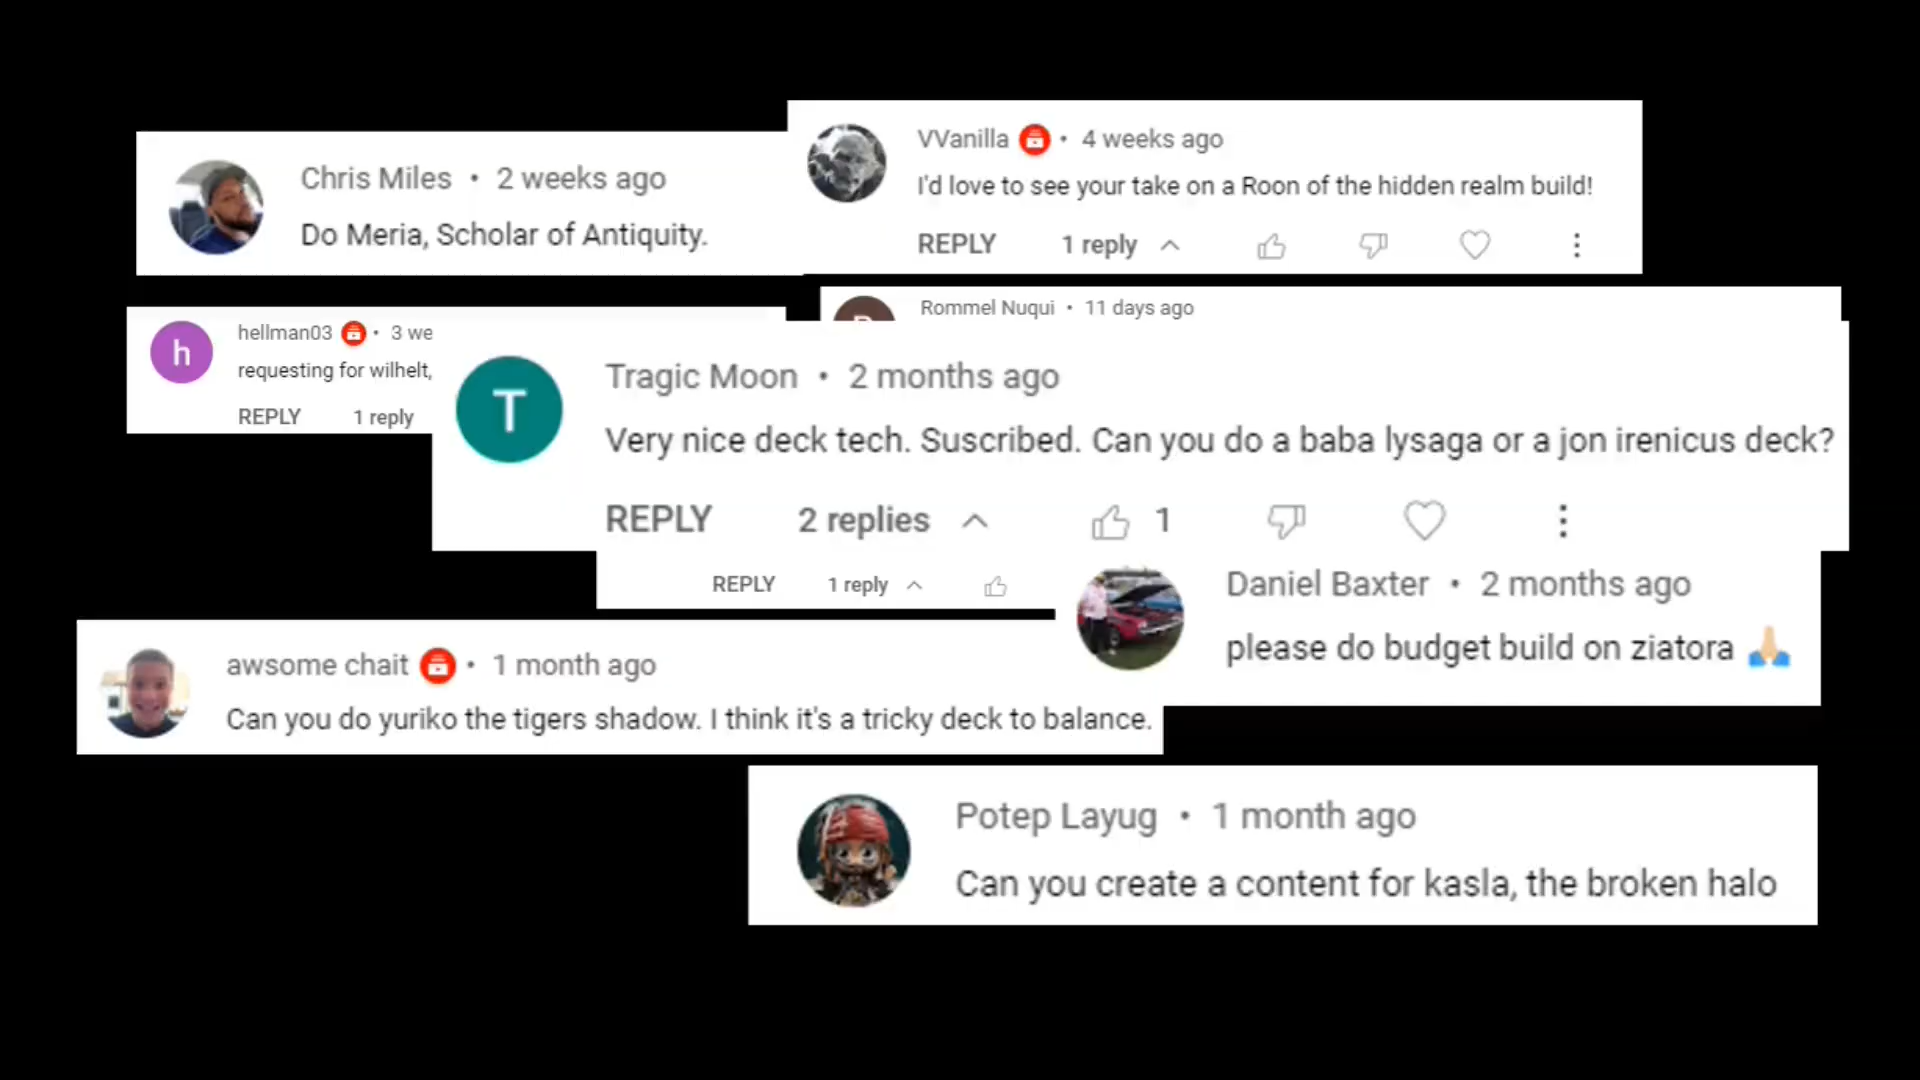 Chris Miles • 2 weeks ago
Do Meria, Scholar of Antiquity.
VVanilla • 4 weeks ago
I'd love to see your take on a Roon of the hidden realm build!
REPLY 1 reply
hellman03 • 3 we
requesting for wilhelt,
REPLY 1 reply
h
Rommel Nuqui • 11 days ago
T
Tragic Moon • 2 months ago
Very nice deck tech. Suscribed. Can you do a baba lysaga or a jon irenicus deck?
REPLY 2 replies 1
REPLY 1 reply
Daniel Baxter • 2 months ago
please do budget build on ziatora 🙏🏼
awsome chait • 1 month ago
Can you do yuriko the tigers shadow. I think it's a tricky deck to balance.
Potep Layug • 1 month ago
Can you create a content for kasla, the broken halo